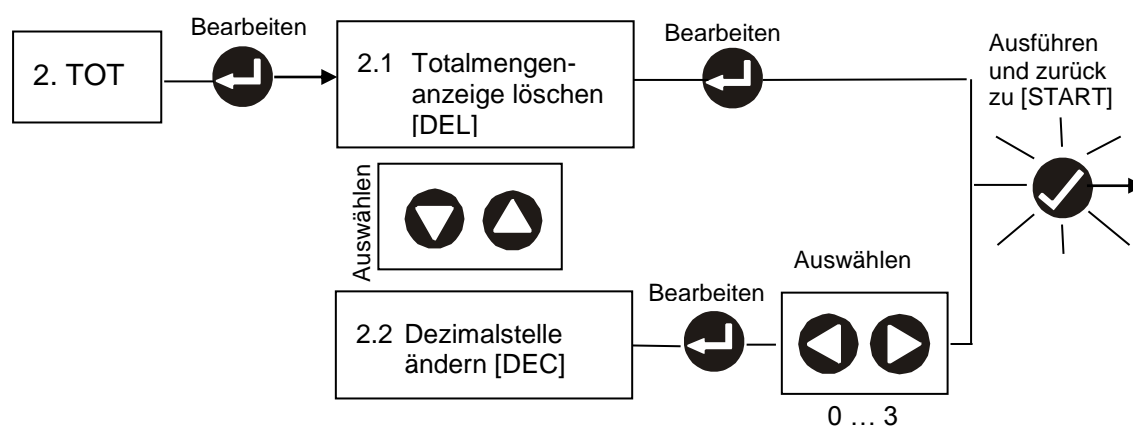 2. TOT
Bearbeiten
2.1 Totalmengen-
anzeige löschen
[DEL]
Bearbeiten
Ausführen
und zurück
zu [START]
Auswählen
2.2 Dezimalstelle
ändern [DEC]
Bearbeiten
Auswählen
0 … 3